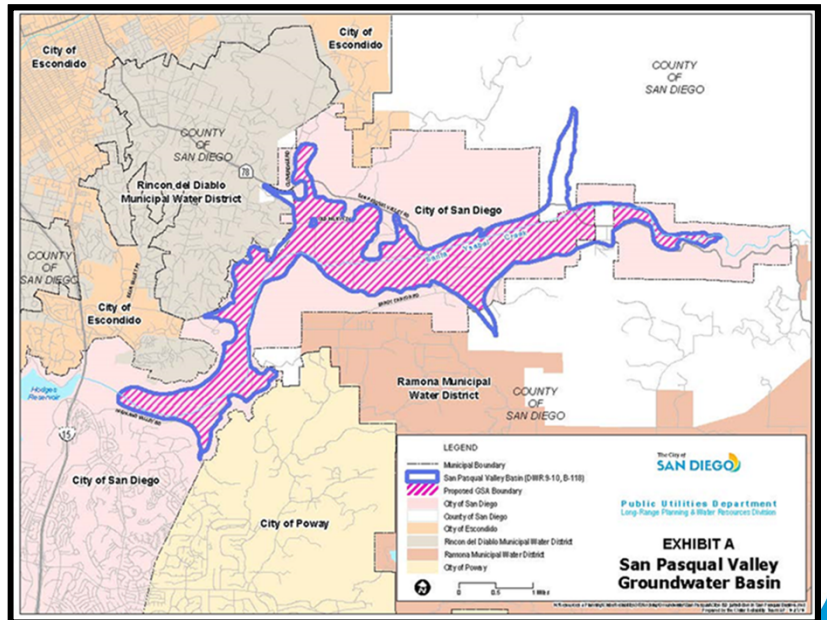 City of
Escondido
City of
Escondido
COUNTY
OF
SAN DIEGO
COUNTY
OF
SAN DIEGO
78
Rincon del Diablo
Municipal Water District
City of San Diego
COUNTY
OF
SAN DIEGO
City of
Escondido
Ramona Municipal
Water District
COUNTY
OF
SAN DIEGO
Hodges
Reservoir
15
City of San Diego
City of Poway
LEGEND
Municipal Boundary
San Pasqual Valley Basin (DWR 9-10, B-118)
Proposed GSA Boundary
City of San Diego
County of San Diego
City of Escondido
Rincon del Diablo Municipal Water District
Ramona Municipal Water District
City of Poway
0 0.5 1 Miles
The City of
SAN DIEGO
Public Utilities Department
Long-Range Planning & Water Resources Division
EXHIBIT A
San Pasqual Valley
Groundwater Basin